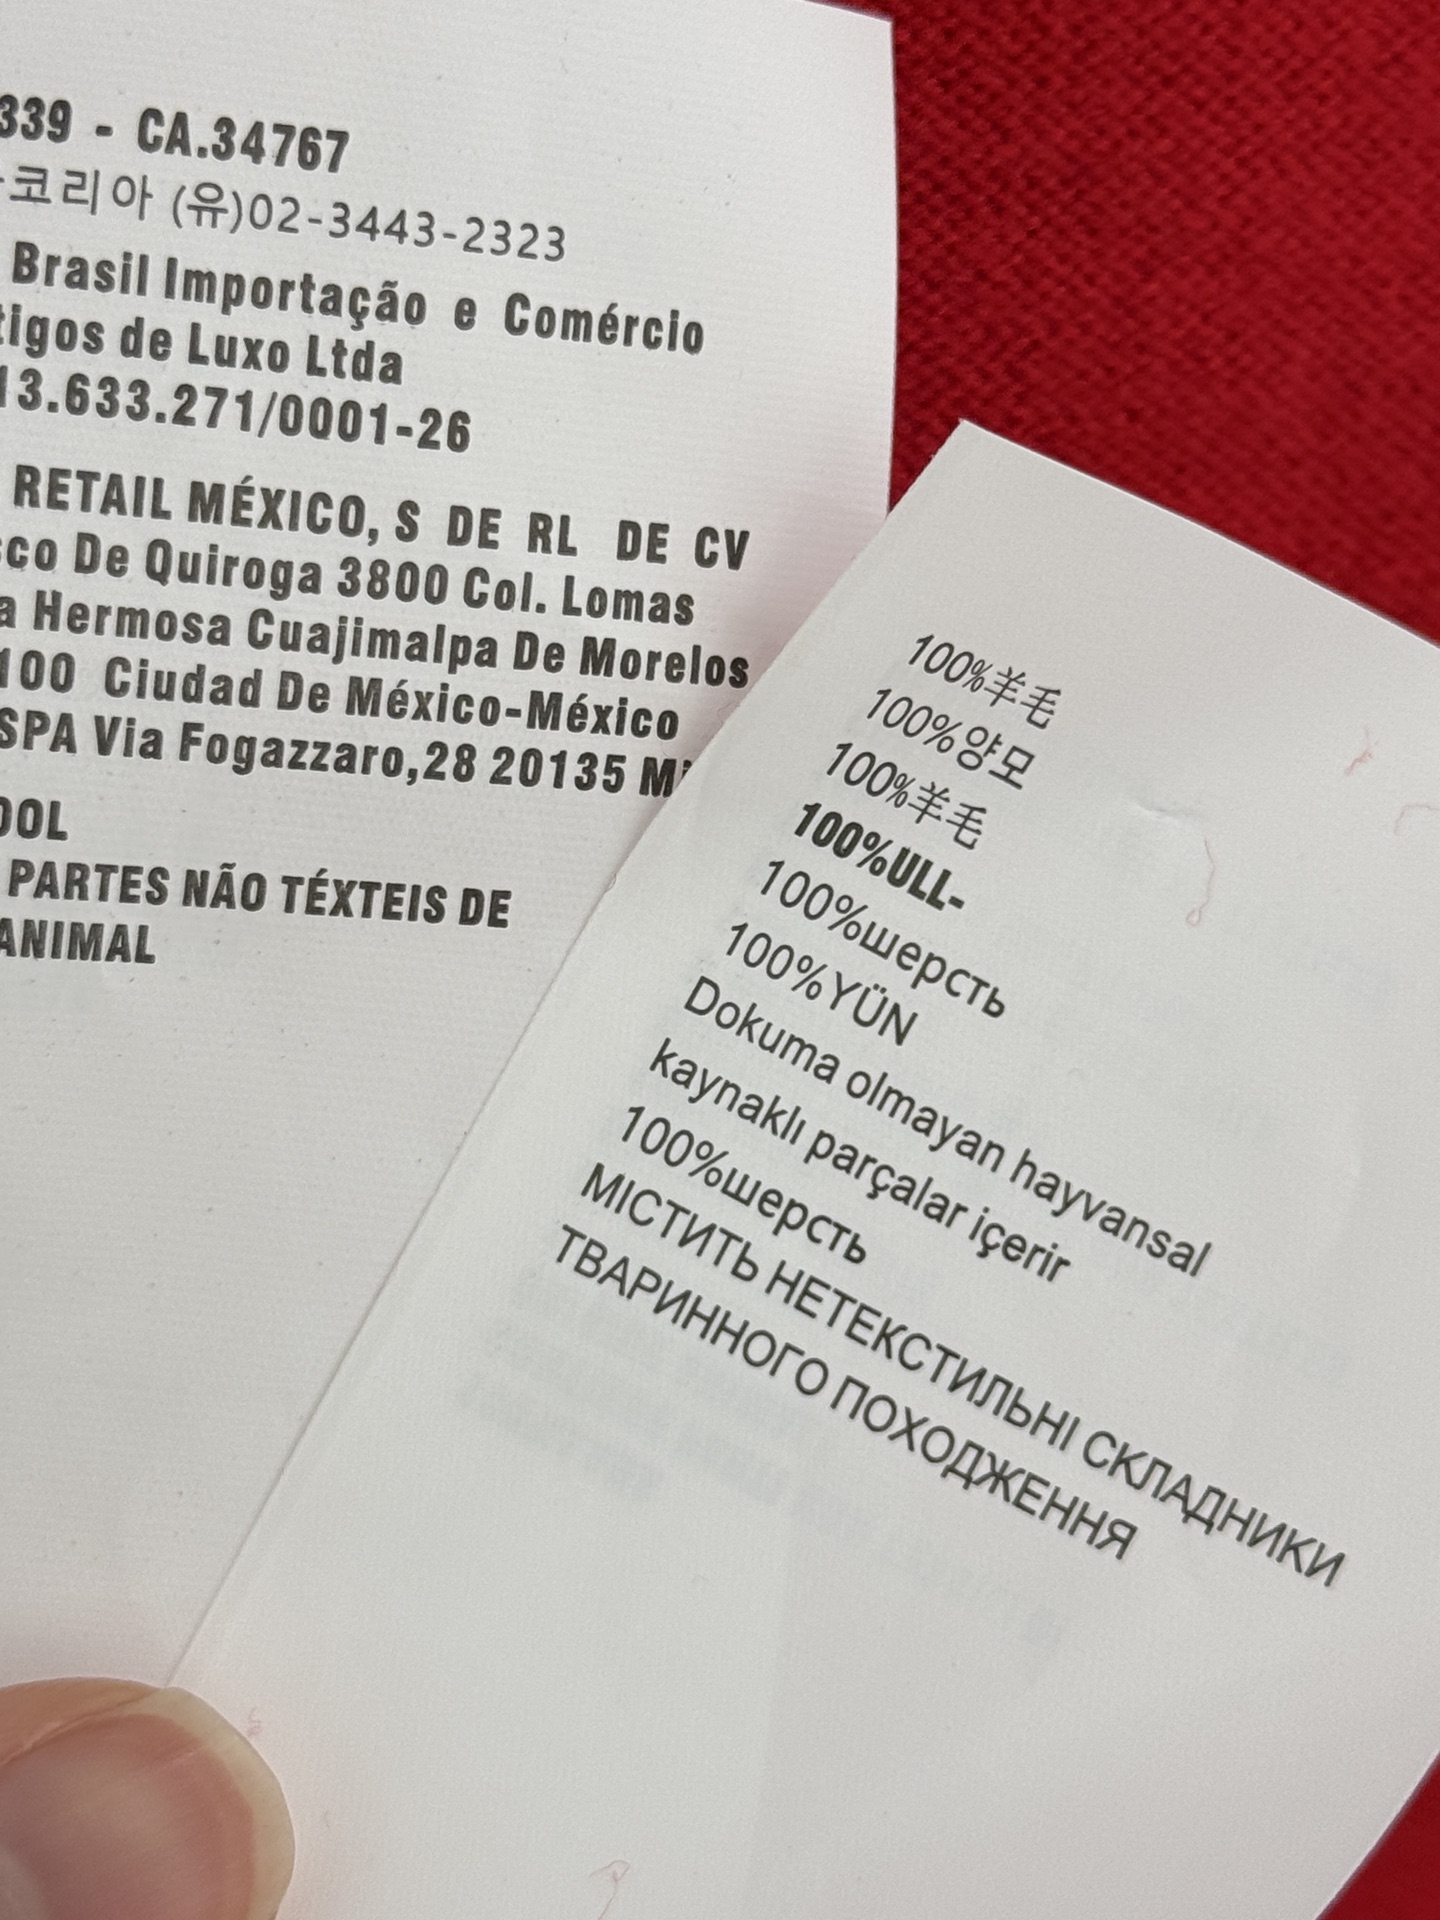 339 - CA.34767
코리아 (유)02-3443-2323
Brasil Importação e Comércio
tigos de Luxo Ltda
13.633.271/0001-26
RETAIL MÉXICO, S DE RL DE CV
sco De Quiroga 3800 Col. Lomas
a Hermosa Cuajimalpa De Morelos
100 Ciudad De México-México
SPA Via Fogazzaro,28 20135 Mi
OOL
PARTES NÃO TÉXTEIS DE
ANIMAL
100%羊毛
100%양모
100%羊毛
100%ULL-
100%шерсть
100%YÜN
Dokuma olmayan hayvansal
kaynaklı parçalar içerir
100%шерсть
МІСТИТЬ НЕТЕКСТИЛЬНІ СКЛАДНИКИ
ТВАРИННОГО ПОХОДЖЕННЯ